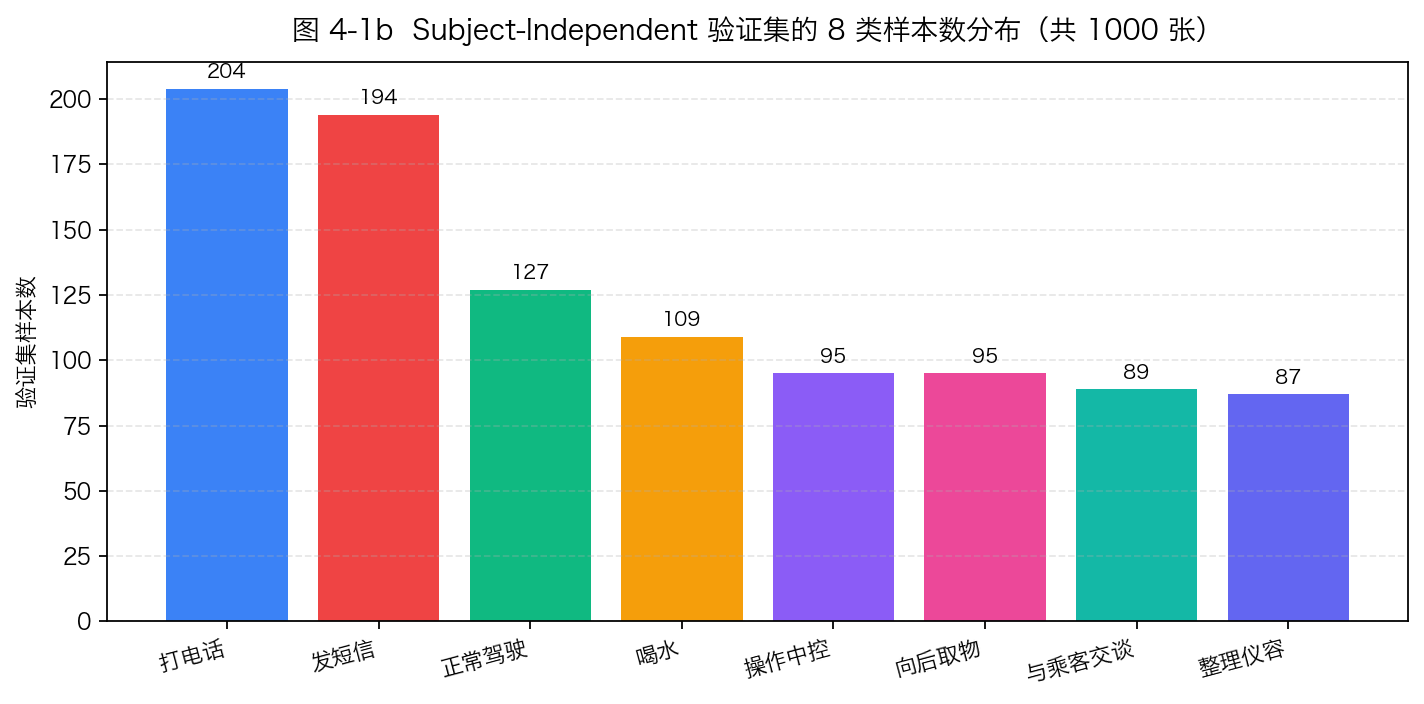 图 4-1b  Subject-Independent 验证集的 8 类样本数分布（共 1000 张）
验证集样本数
200
175
150
125
100
75
50
25
0
204
194
127
109
95
95
89
87
打电话
发短信
正常驾驶
喝水
操作中控
向后取物
与乘客交谈
整理仪容